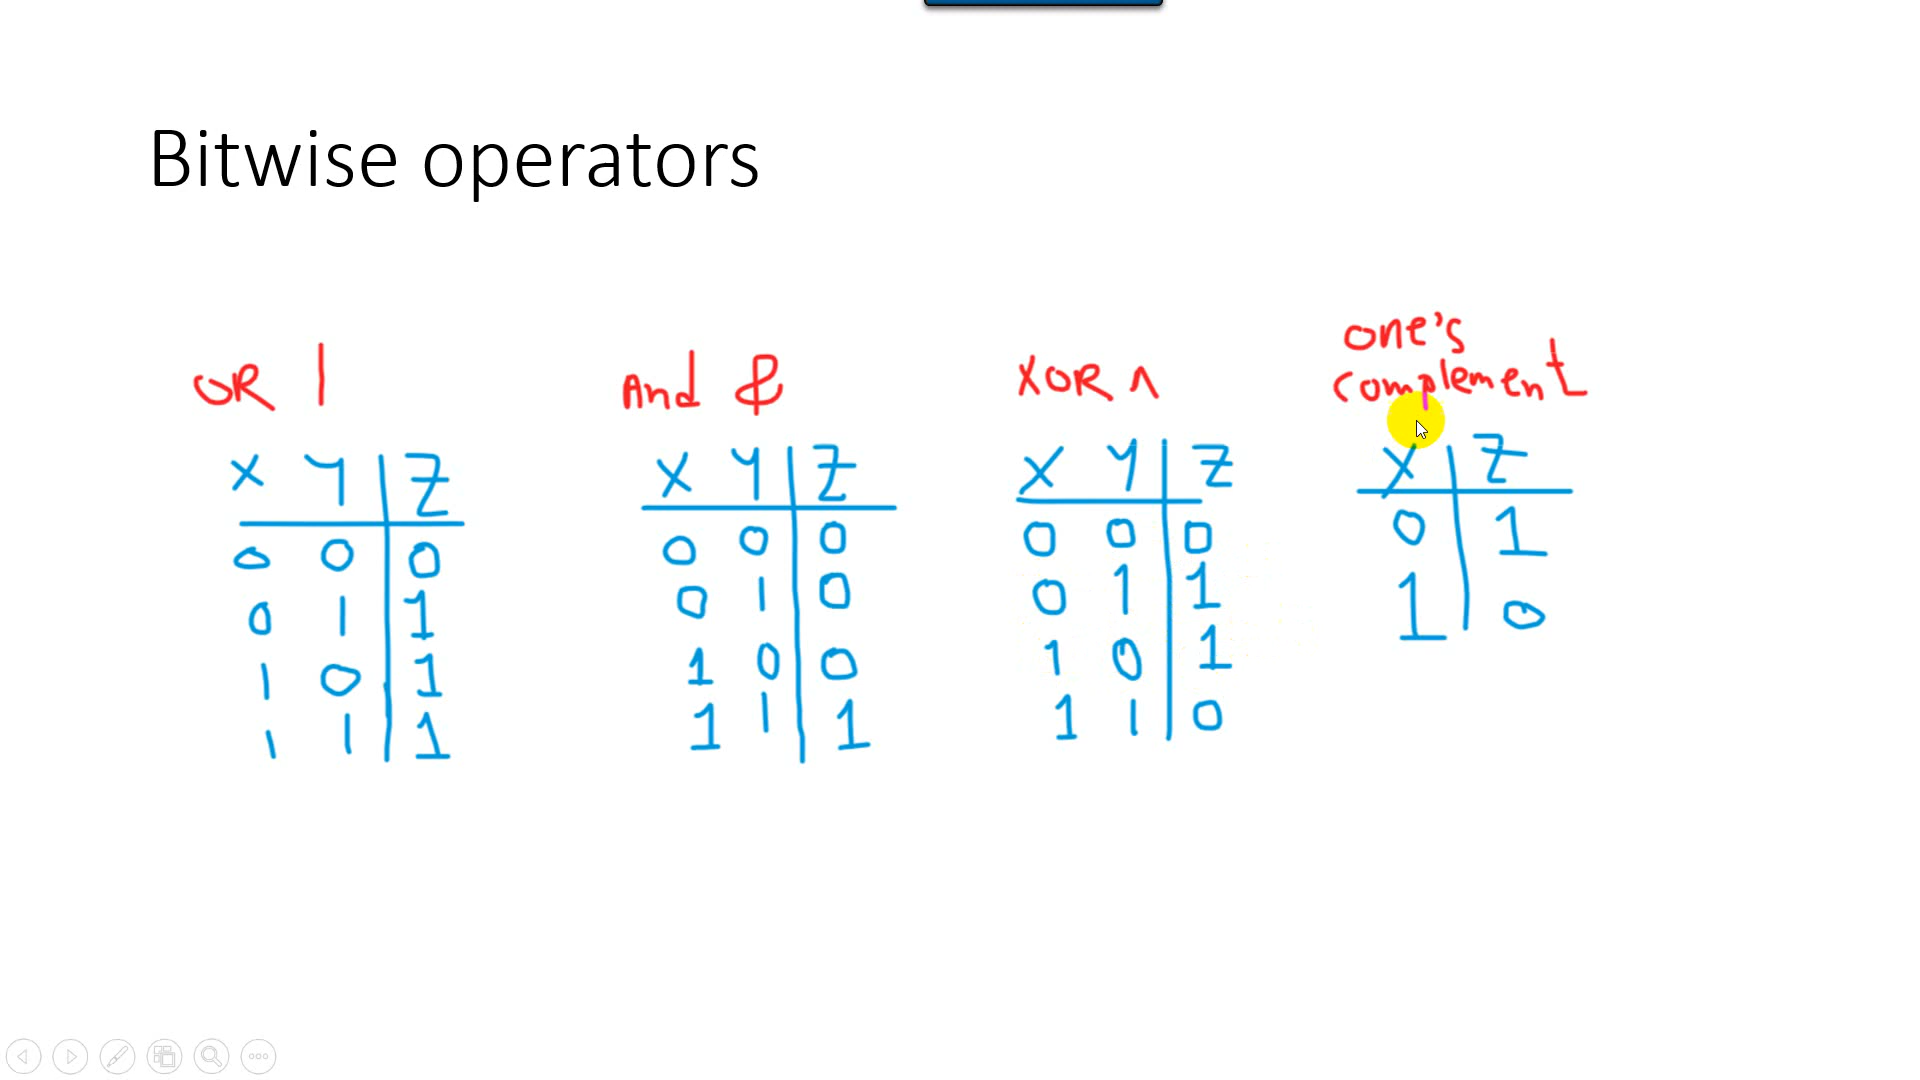 Bitwise operators
OR |
X Y Z
0 0 0
0 1 1
1 0 1
1 1 1
And &
X Y Z
0 0 0
0 1 0
1 0 0
1 1 1
XOR ^
X Y Z
0 0 0
0 1 1
1 0 1
1 1 0
one's
complement
X Z
0 1
1 0